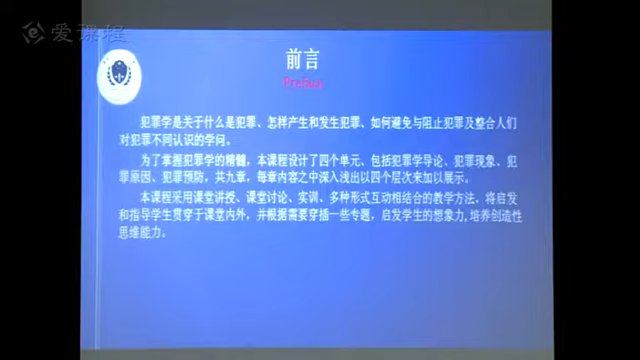 爱课程
前言
Preface
犯罪学是关于什么是犯罪、怎样产生和发生犯罪、如何避免与阻止犯罪及整合人们
对犯罪不同认识的学问。
为了掌握犯罪学的精髓，本课程设计了四个单元、包括犯罪学导论、犯罪现象、犯
罪原因、犯罪预防，共九章，每章内容之中深入浅出以四个层次来加以展示。
本课程采用课堂讲授、课堂讨论、实训、多种形式互动相结合的教学方法，将启发
和指导学生贯穿于课堂内外，并根据需要穿插一些专题，启发学生的想象力,培养创造性
思维能力。